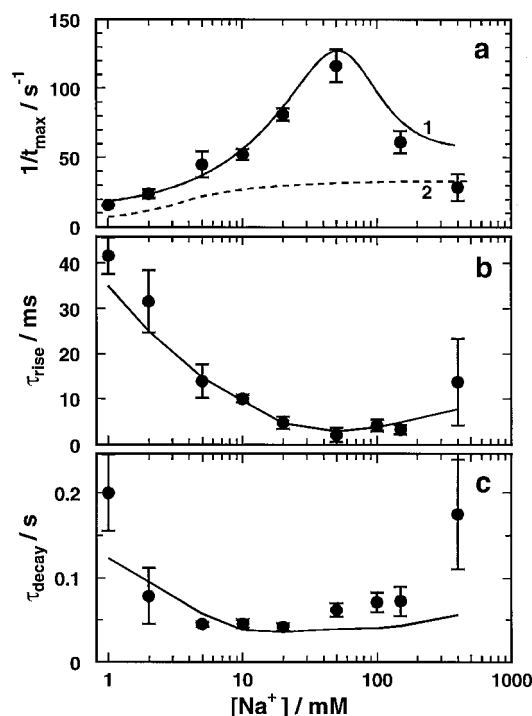 a
150
100
50
0
1/t_max / s⁻¹
1
2
b
40
30
20
10
0
τ_rise / ms
c
0.2
0.1
0
τ_decay / s
1 10 100 1000
[Na⁺] / mM